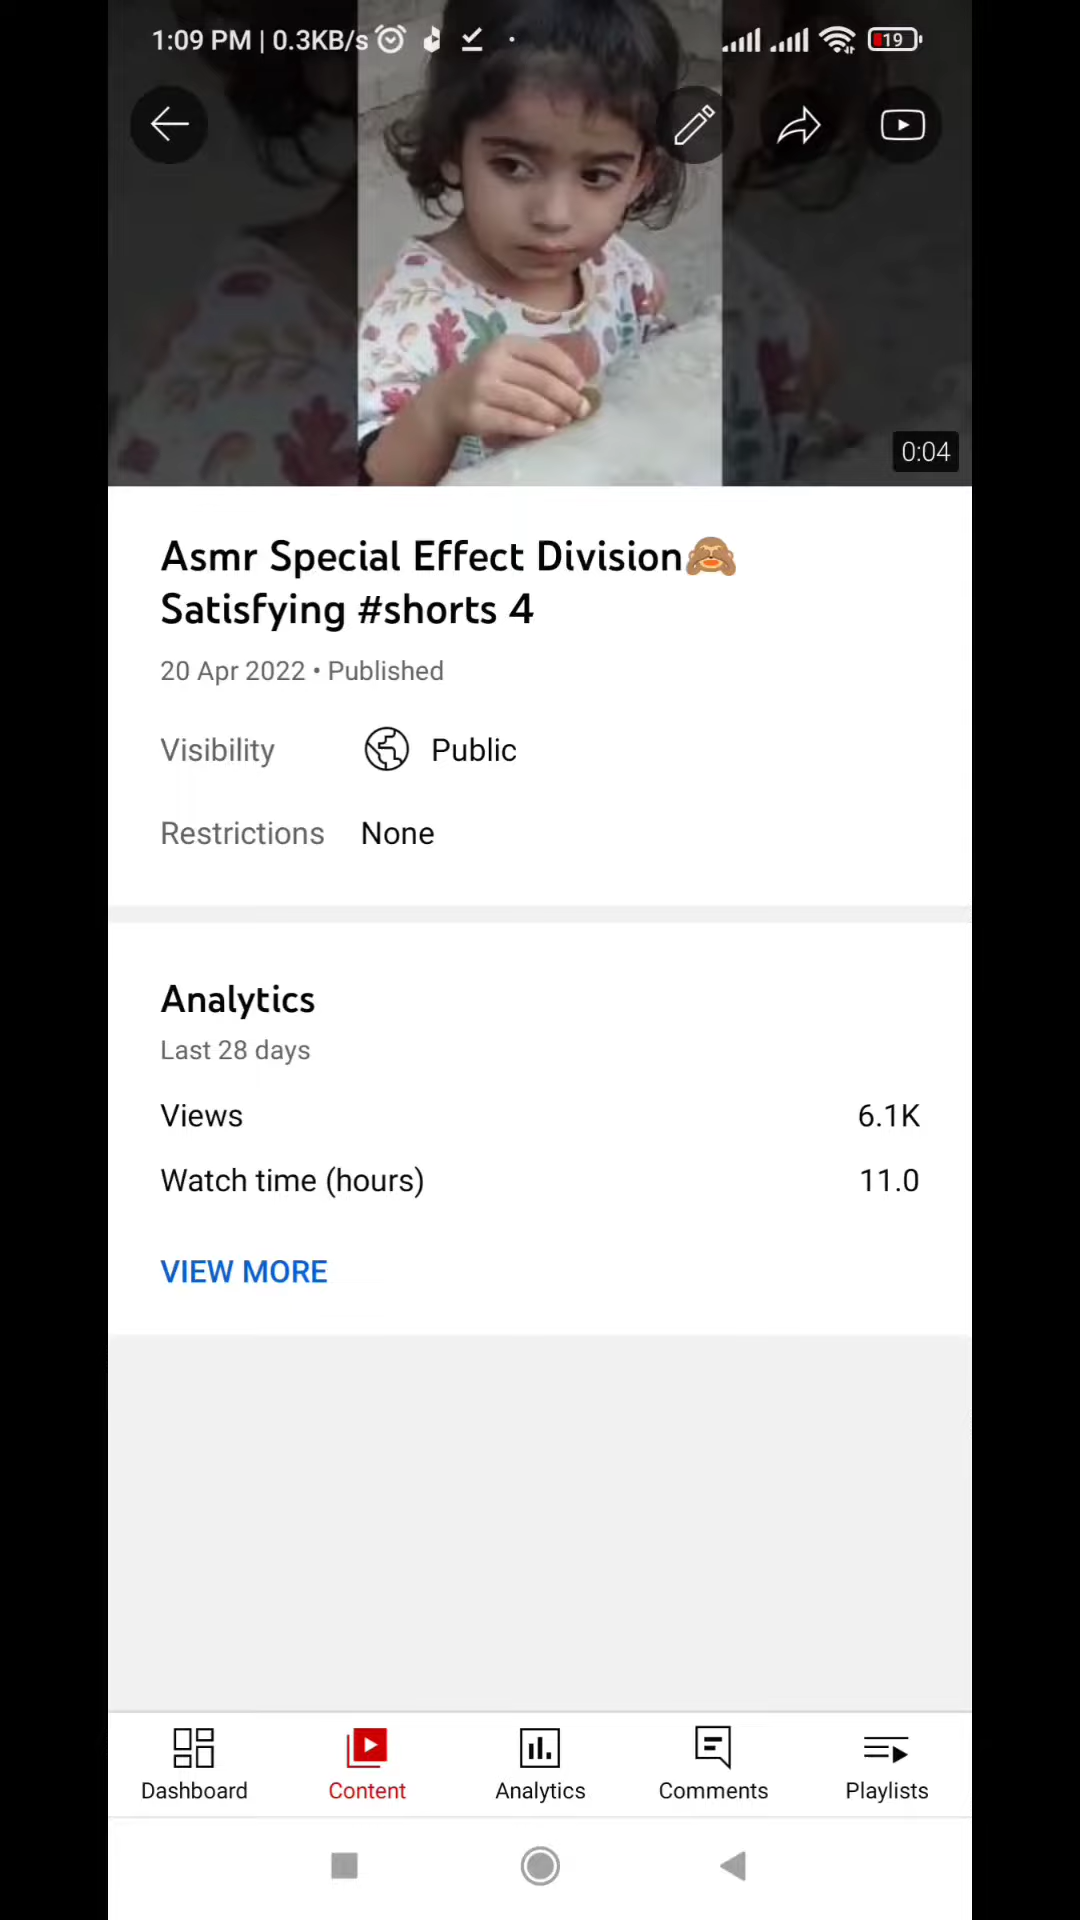 1:09 PM | 0.3KB/s
19
0:04
Asmr Special Effect Division🙈
Satisfying #shorts 4
20 Apr 2022 • Published
Visibility Public
Restrictions None
Analytics
Last 28 days
Views 6.1K
Watch time (hours) 11.0
VIEW MORE
Dashboard Content Analytics Comments Playlists